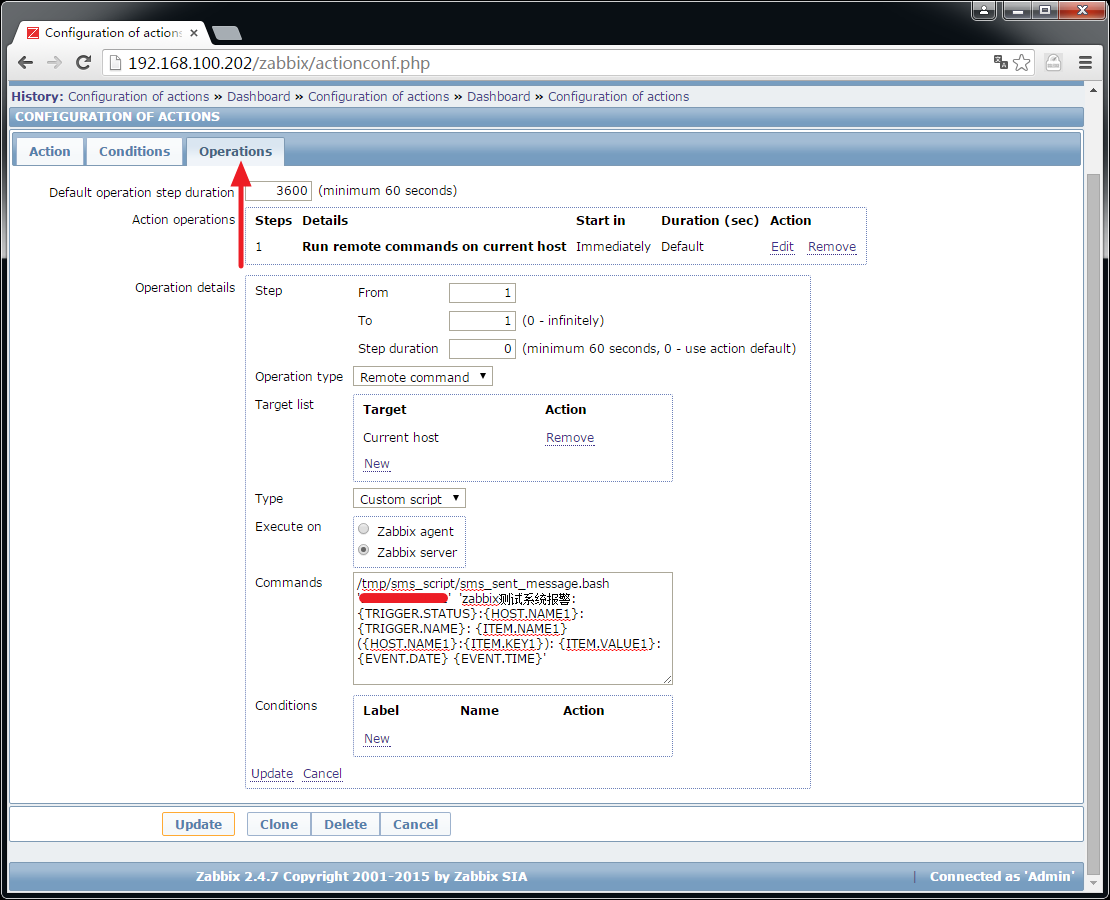 Configuration of actions
192.168.100.202/zabbix/actionconf.php
History: Configuration of actions » Dashboard » Configuration of actions » Dashboard » Configuration of actions
CONFIGURATION OF ACTIONS
Action Conditions Operations
Default operation step duration 3600 (minimum 60 seconds)
Action operations Steps Details Start in Duration (sec) Action
1 Run remote commands on current host Immediately Default Edit Remove
Operation details Step From 1
To 1 (0 - infinitely)
Step duration 0 (minimum 60 seconds, 0 - use action default)
Operation type Remote command
Target list Target Action
Current host Remove
New
Type Custom script
Execute on Zabbix agent
Zabbix server
Commands /tmp/sms_script/sms_sent_message.bash
' ' 'zabbix测试系统报警:
{TRIGGER.STATUS}:{HOST.NAME1}:
{TRIGGER.NAME}: {ITEM.NAME1}
({HOST.NAME1}:{ITEM.KEY1}): {ITEM.VALUE1}:
{EVENT.DATE} {EVENT.TIME}'
Conditions Label Name Action
New
Update Cancel
Update Clone Delete Cancel
Zabbix 2.4.7 Copyright 2001-2015 by Zabbix SIA | Connected as 'Admin'